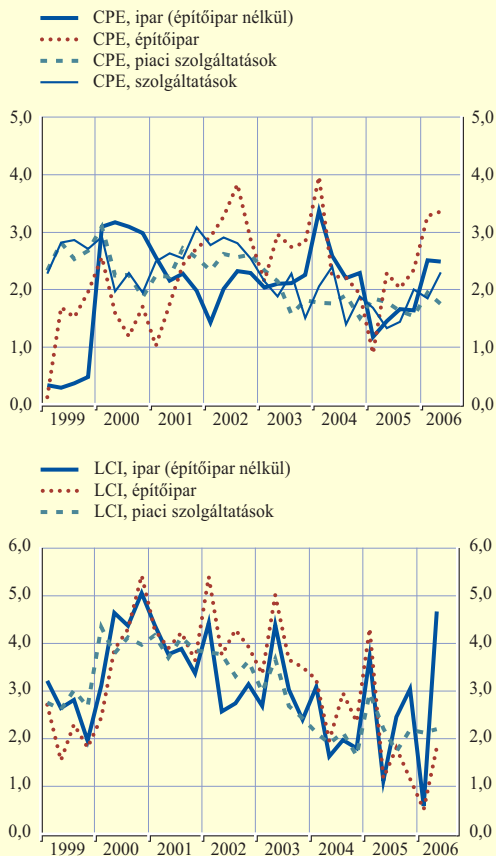 CPE, ipar (építőipar nélkül)
CPE, építőipar
CPE, piaci szolgáltatások
CPE, szolgáltatások
5,0 5,0
4,0 4,0
3,0 3,0
2,0 2,0
1,0 1,0
0,0 0,0
1999 2000 2001 2002 2003 2004 2005 2006
LCI, ipar (építőipar nélkül)
LCI, építőipar
LCI, piaci szolgáltatások
6,0 6,0
5,0 5,0
4,0 4,0
3,0 3,0
2,0 2,0
1,0 1,0
0,0 0,0
1999 2000 2001 2002 2003 2004 2005 2006